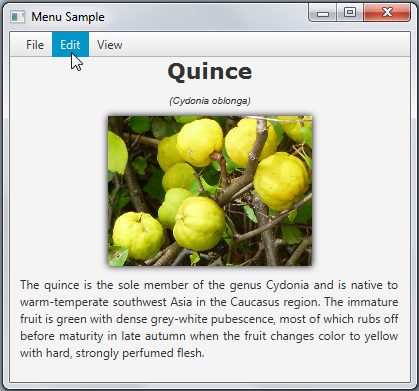 Menu Sample
File Edit View
Quince
(Cydonia oblonga)
The quince is the sole member of the genus Cydonia and is native to
warm-temperate southwest Asia in the Caucasus region. The immature
fruit is green with dense grey-white pubescence, most of which rubs off
before maturity in late autumn when the fruit changes color to yellow
with hard, strongly perfumed flesh.